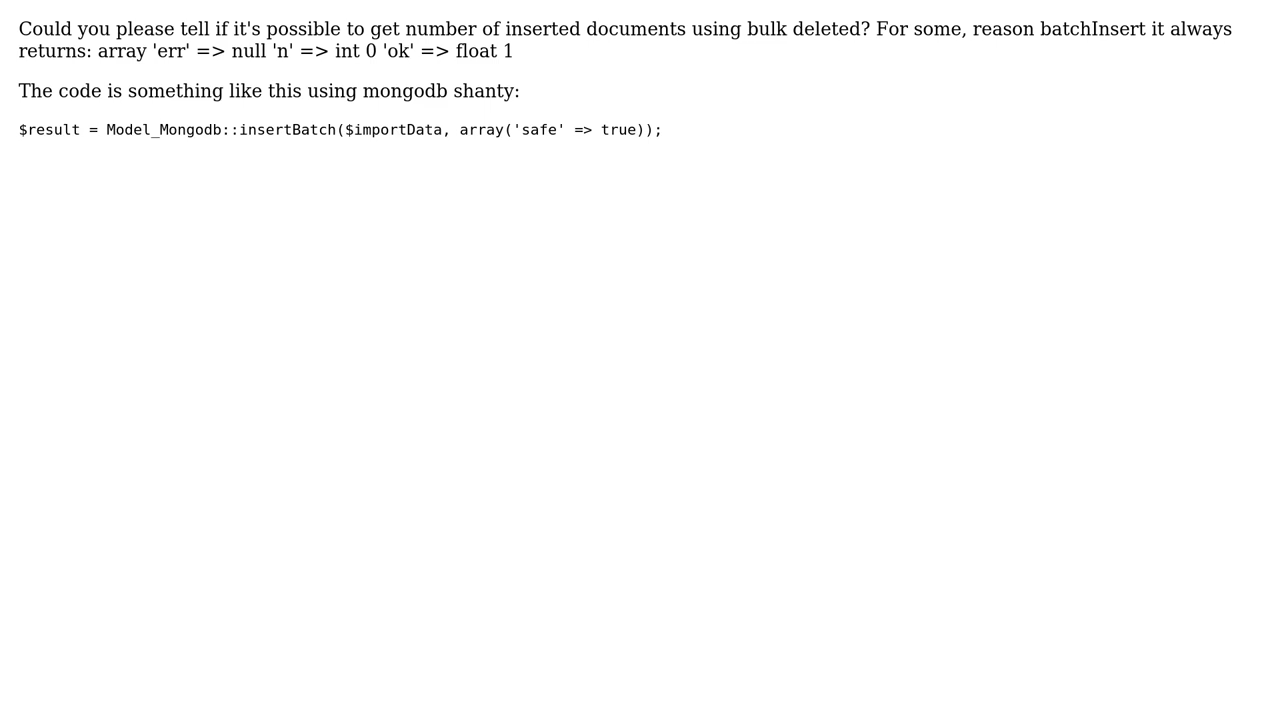 Could you please tell if it's possible to get number of inserted documents using bulk deleted? For some, reason batchInsert it always
returns: array 'err' => null 'n' => int 0 'ok' => float 1
The code is something like this using mongodb shanty:
$result = Model_Mongodb::insertBatch($importData, array('safe' => true));